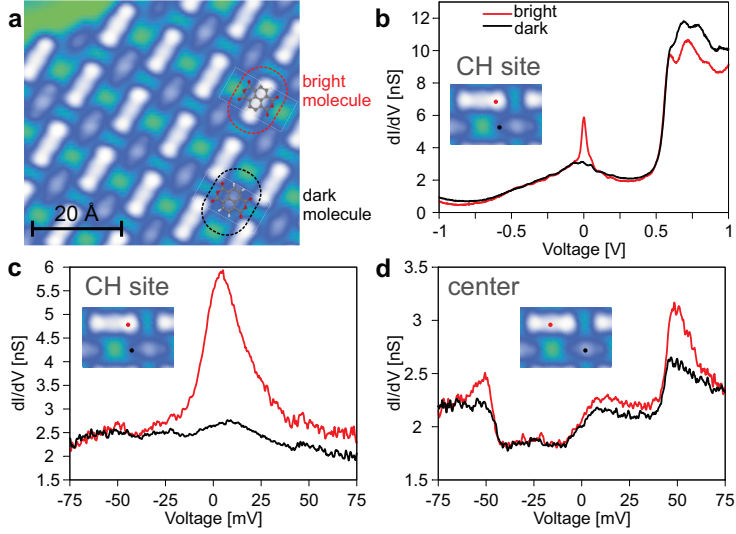 a
bright
molecule
dark
molecule
20 Å
b
bright
dark
CH site
dI/dV [nS]
12
10
8
6
4
2
0
-1
-0.5
0
0.5
1
Voltage [V]
c
CH site
dI/dV [nS]
6
5.5
5
4.5
4
3.5
3
2.5
2
1.5
-75
-50
-25
0
25
50
75
Voltage [mV]
d
center
dI/dV [nS]
3.5
3
2.5
2
1.5
-75
-50
-25
0
25
50
75
Voltage [mV]